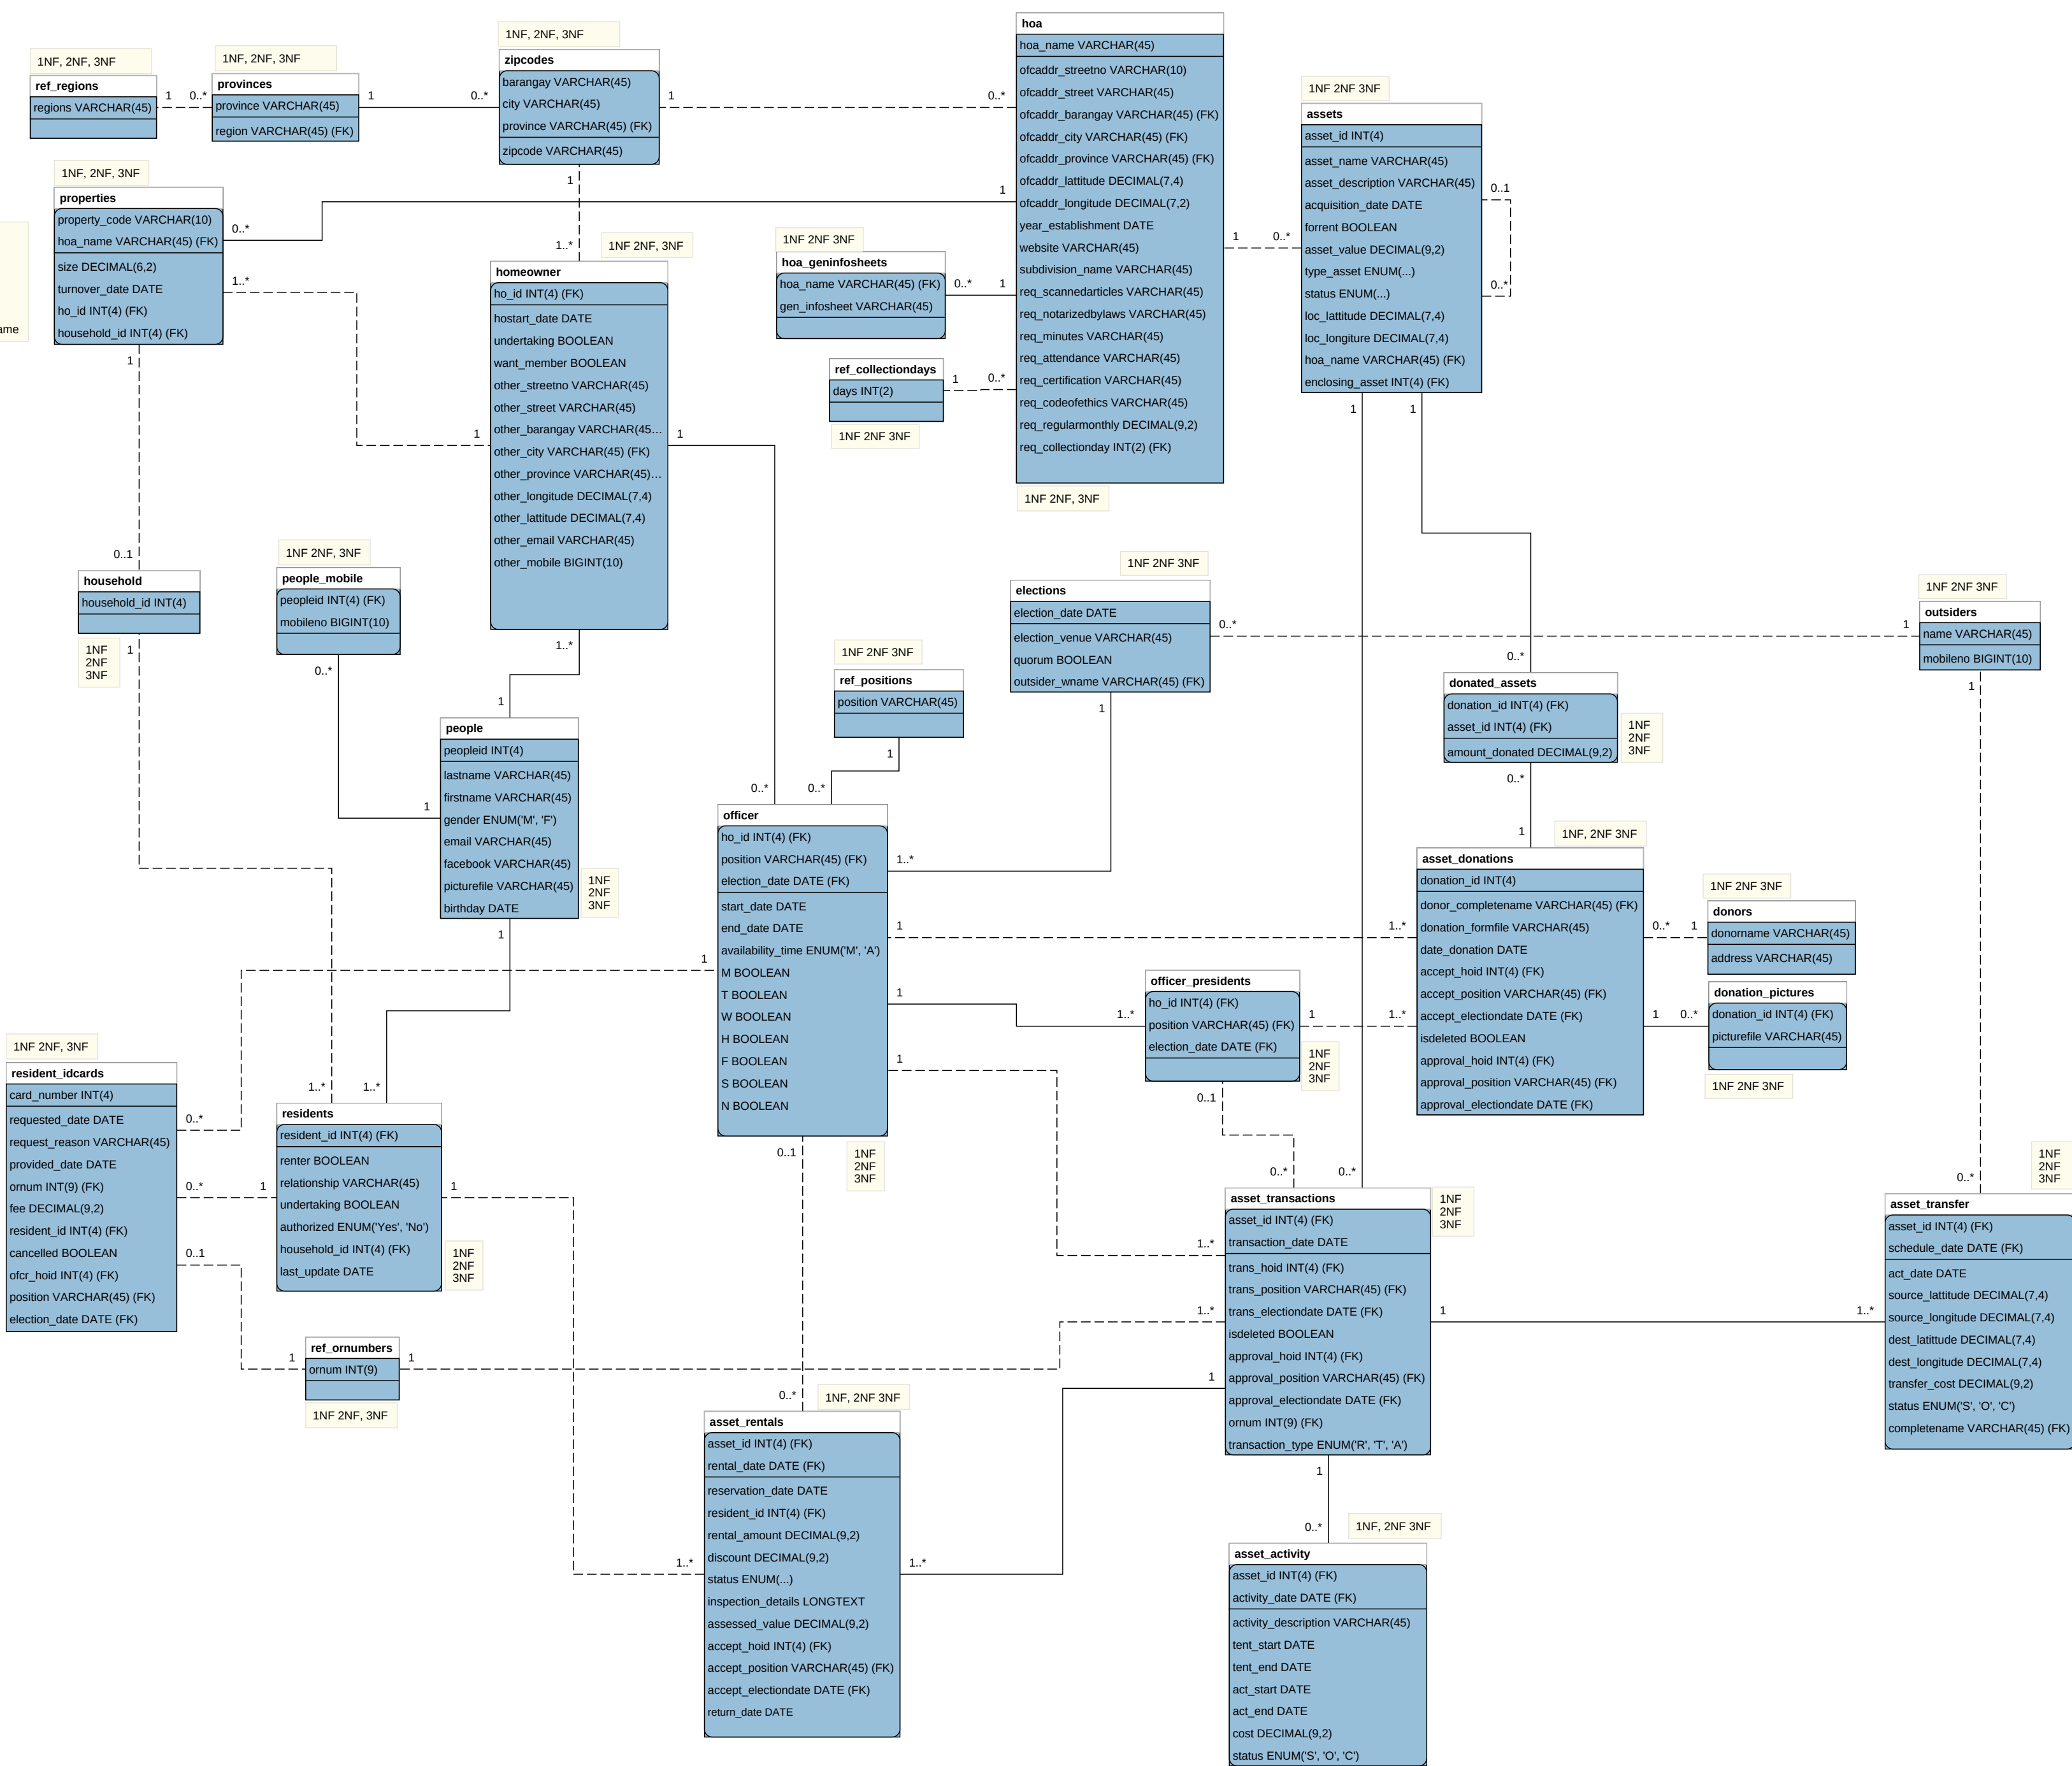 1NF, 2NF, 3NF
ref_regions
regions VARCHAR(45)
1
0..*
1NF, 2NF, 3NF
provinces
province VARCHAR(45)
region VARCHAR(45) (FK)
1
0..*
1NF, 2NF, 3NF
zipcodes
barangay VARCHAR(45)
city VARCHAR(45)
province VARCHAR(45) (FK)
zipcode VARCHAR(45)
1
0..*
1
1..*
hoa
hoa_name VARCHAR(45)
ofcaddr_streetno VARCHAR(10)
ofcaddr_street VARCHAR(45)
ofcaddr_barangay VARCHAR(45) (FK)
ofcaddr_city VARCHAR(45) (FK)
ofcaddr_province VARCHAR(45) (FK)
ofcaddr_lattitude DECIMAL(7,4)
ofcaddr_longitude DECIMAL(7,2)
year_establishment DATE
website VARCHAR(45)
subdivision_name VARCHAR(45)
req_scannedarticles VARCHAR(45)
req_notarizedbylaws VARCHAR(45)
req_minutes VARCHAR(45)
req_attendance VARCHAR(45)
req_certification VARCHAR(45)
req_codeofethics VARCHAR(45)
req_regularmonthly DECIMAL(9,2)
req_collectionday INT(2) (FK)
1NF 2NF, 3NF
1
0..*
1NF 2NF 3NF
assets
asset_id INT(4)
asset_name VARCHAR(45)
asset_description VARCHAR(45)
acquisition_date DATE
forrent BOOLEAN
asset_value DECIMAL(9,2)
type_asset ENUM(...)
status ENUM(...)
loc_lattitude DECIMAL(7,4)
loc_longiture DECIMAL(7,4)
hoa_name VARCHAR(45) (FK)
enclosing_asset INT(4) (FK)
0..1
0..*
1
1
ame
1NF, 2NF, 3NF
properties
property_code VARCHAR(10)
hoa_name VARCHAR(45) (FK)
size DECIMAL(6,2)
turnover_date DATE
ho_id INT(4) (FK)
household_id INT(4) (FK)
0..*
1
1..*
1
1
0..1
1NF 2NF, 3NF
homeowner
ho_id INT(4) (FK)
hostart_date DATE
undertaking BOOLEAN
want_member BOOLEAN
other_streetno VARCHAR(45)
other_street VARCHAR(45)
other_barangay VARCHAR(45...
other_city VARCHAR(45) (FK)
other_province VARCHAR(45)...
other_longitude DECIMAL(7,4)
other_lattitude DECIMAL(7,4)
other_email VARCHAR(45)
other_mobile BIGINT(10)
1
1..*
1NF 2NF 3NF
hoa_geninfosheets
hoa_name VARCHAR(45) (FK)
gen_infosheet VARCHAR(45)
0..*
1
ref_collectiondays
days INT(2)
1
0..*
1NF 2NF 3NF
household
household_id INT(4)
1NF
2NF
3NF
1
1NF 2NF, 3NF
people_mobile
peopleid INT(4) (FK)
mobileno BIGINT(10)
0..*
1
1
people
peopleid INT(4)
lastname VARCHAR(45)
firstname VARCHAR(45)
gender ENUM('M', 'F')
email VARCHAR(45)
facebook VARCHAR(45)
picturefile VARCHAR(45)
birthday DATE
1NF
2NF
3NF
1
1NF 2NF 3NF
ref_positions
position VARCHAR(45)
1
1NF 2NF 3NF
elections
election_date DATE
election_venue VARCHAR(45)
quorum BOOLEAN
outsider_wname VARCHAR(45) (FK)
0..*
1
1
1NF 2NF 3NF
outsiders
name VARCHAR(45)
mobileno BIGINT(10)
1
0..*
donated_assets
donation_id INT(4) (FK)
asset_id INT(4) (FK)
amount_donated DECIMAL(9,2)
1NF
2NF
3NF
0..*
1
0..*
0..*
officer
ho_id INT(4) (FK)
position VARCHAR(45) (FK)
election_date DATE (FK)
start_date DATE
end_date DATE
availability_time ENUM('M', 'A')
M BOOLEAN
T BOOLEAN
W BOOLEAN
H BOOLEAN
F BOOLEAN
S BOOLEAN
N BOOLEAN
1..*
1
1
1
1
0..1
1NF
2NF
3NF
1NF, 2NF 3NF
asset_donations
donation_id INT(4)
donor_completename VARCHAR(45) (FK)
donation_formfile VARCHAR(45)
date_donation DATE
accept_hoid INT(4) (FK)
accept_position VARCHAR(45) (FK)
accept_electiondate DATE (FK)
isdeleted BOOLEAN
approval_hoid INT(4) (FK)
approval_position VARCHAR(45) (FK)
approval_electiondate DATE (FK)
1..*
1..*
0..*
1
1
0..*
1NF 2NF 3NF
donors
donorname VARCHAR(45)
address VARCHAR(45)
donation_pictures
donation_id INT(4) (FK)
picturefile VARCHAR(45)
1NF 2NF 3NF
officer_presidents
ho_id INT(4) (FK)
position VARCHAR(45) (FK)
election_date DATE (FK)
1..*
1
1NF
2NF
3NF
0..1
0..*
0..*
1NF 2NF, 3NF
resident_idcards
card_number INT(4)
requested_date DATE
request_reason VARCHAR(45)
provided_date DATE
ornum INT(9) (FK)
fee DECIMAL(9,2)
resident_id INT(4) (FK)
cancelled BOOLEAN
ofcr_hoid INT(4) (FK)
position VARCHAR(45) (FK)
election_date DATE (FK)
0..*
0..*
1
0..1
1
1..*
1..*
residents
resident_id INT(4) (FK)
renter BOOLEAN
relationship VARCHAR(45)
undertaking BOOLEAN
authorized ENUM('Yes', 'No')
household_id INT(4) (FK)
last_update DATE
1
1NF
2NF
3NF
ref_ornumbers
ornum INT(9)
1
1NF 2NF, 3NF
asset_transactions
asset_id INT(4) (FK)
transaction_date DATE
trans_hoid INT(4) (FK)
trans_position VARCHAR(45) (FK)
trans_electiondate DATE (FK)
isdeleted BOOLEAN
approval_hoid INT(4) (FK)
approval_position VARCHAR(45) (FK)
approval_electiondate DATE (FK)
ornum INT(9) (FK)
transaction_type ENUM('R', 'T', 'A')
1NF
2NF
3NF
1..*
1..*
1
1
1..*
1
0..*
1NF
2NF
3NF
0..*
asset_transfer
asset_id INT(4) (FK)
schedule_date DATE (FK)
act_date DATE
source_lattitude DECIMAL(7,4)
source_longitude DECIMAL(7,4)
dest_latitude DECIMAL(7,4)
dest_longitude DECIMAL(7,4)
transfer_cost DECIMAL(9,2)
status ENUM('S', 'O', 'C')
completename VARCHAR(45) (FK)
0..*
1NF, 2NF 3NF
asset_rentals
asset_id INT(4) (FK)
rental_date DATE (FK)
reservation_date DATE
resident_id INT(4) (FK)
rental_amount DECIMAL(9,2)
discount DECIMAL(9,2)
status ENUM(...)
inspection_details LONGTEXT
assessed_value DECIMAL(9,2)
accept_hoid INT(4) (FK)
accept_position VARCHAR(45) (FK)
accept_electiondate DATE (FK)
return_date DATE
1..*
1..*
1NF, 2NF 3NF
asset_activity
asset_id INT(4) (FK)
activity_date DATE (FK)
activity_description VARCHAR(45)
tent_start DATE
tent_end DATE
act_start DATE
act_end DATE
cost DECIMAL(9,2)
status ENUM('S', 'O', 'C')